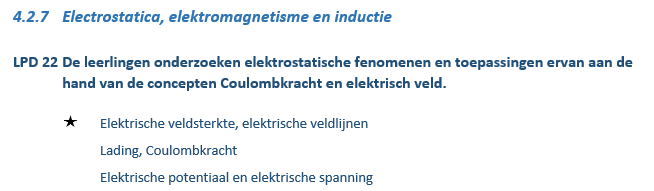 4.2.7 Electrostatica, elektromagnetisme en inductie
LPD 22 De leerlingen onderzoeken elektrostatische fenomenen en toepassingen ervan aan de
hand van de concepten Coulombkracht en elektrisch veld.
★ Elektrische veldsterkte, elektrische veldlijnen
Lading, Coulombkracht
Elektrische potentiaal en elektrische spanning